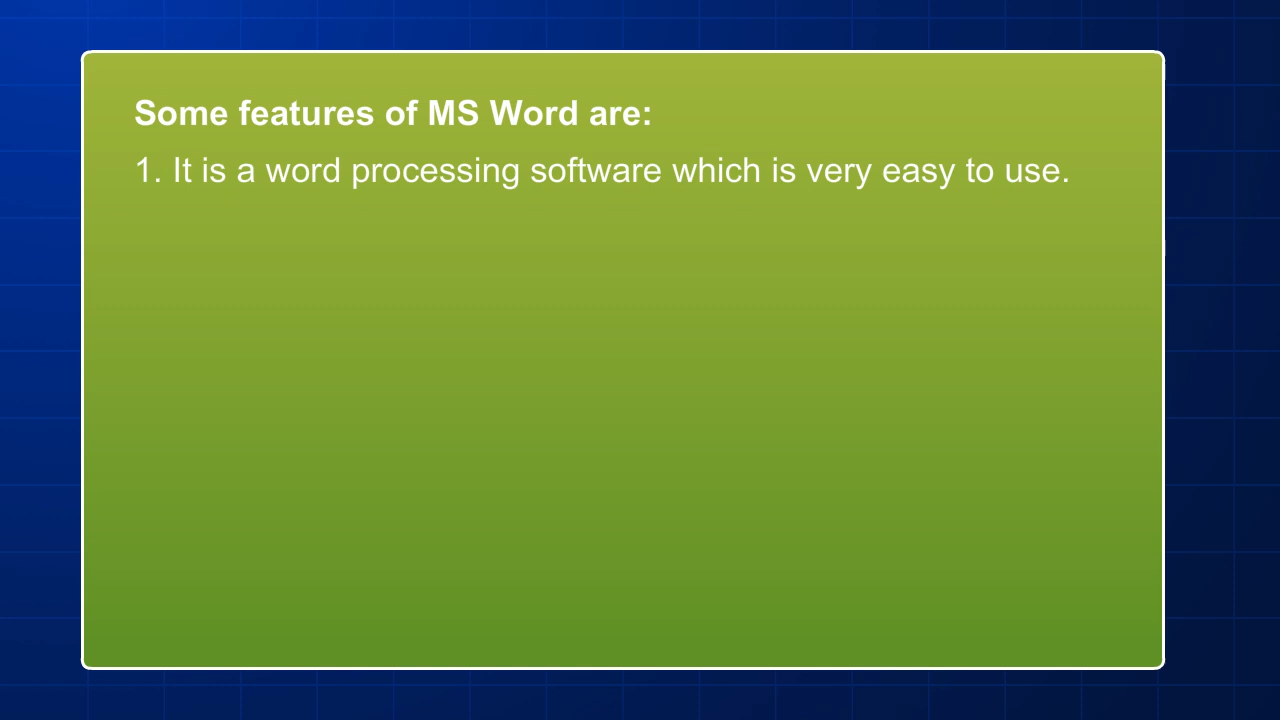 Some features of MS Word are:
1. It is a word processing software which is very easy to use.